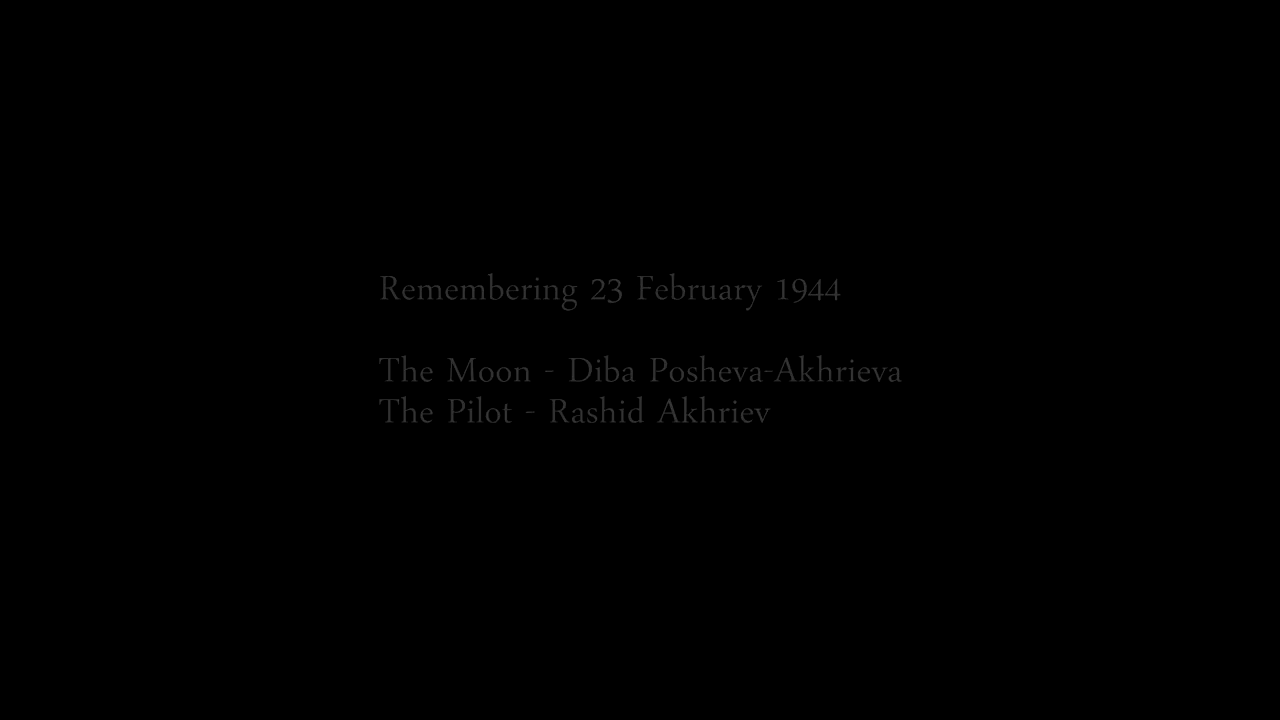 Remembering 23 February 1944
The Moon - Diba Posheva-Akhrieva
The Pilot - Rashid Akhriev